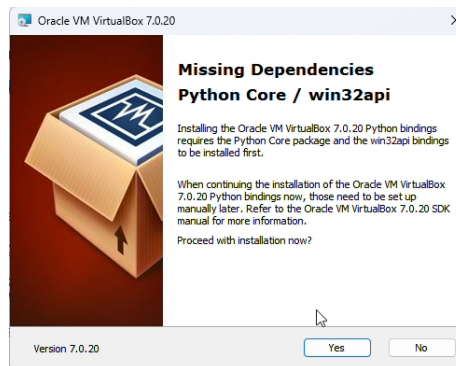 Oracle VM VirtualBox 7.0.20
Missing Dependencies
Python Core / win32api
Installing the Oracle VM VirtualBox 7.0.20 Python bindings
requires the Python Core package and the win32api bindings
to be installed first.
When continuing the installation of the Oracle VM VirtualBox
7.0.20 Python bindings now, those need to be set up
manually later. Refer to the Oracle VM VirtualBox 7.0.20 SDK
manual for more information.
Proceed with installation now?
Version 7.0.20
Yes
No